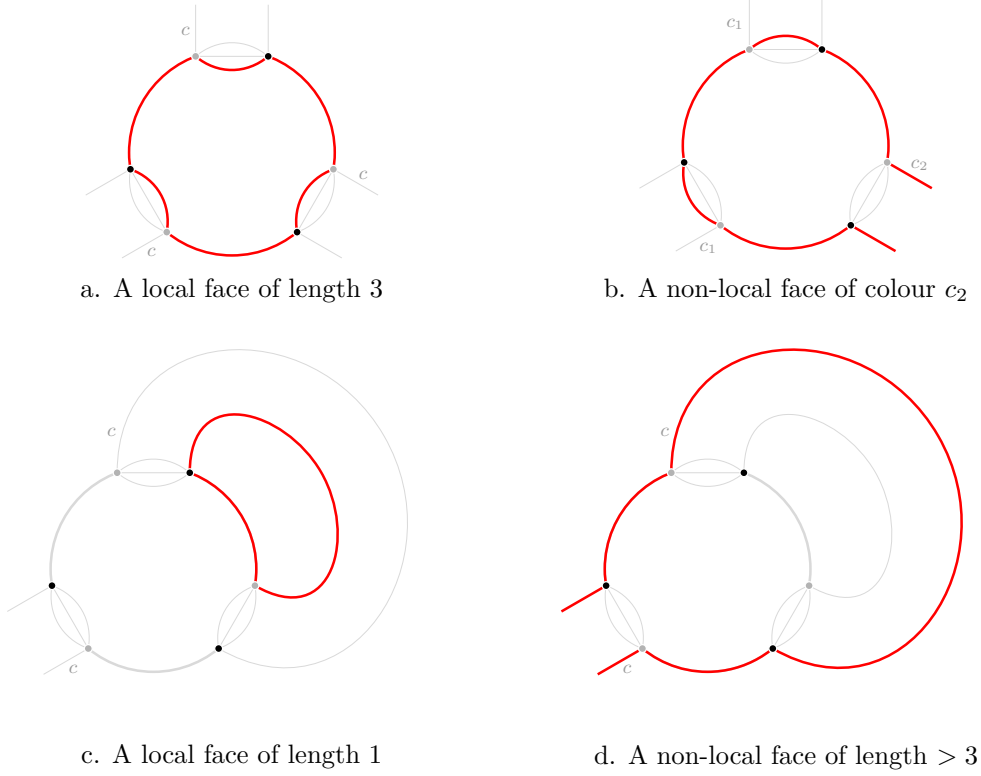 c
c
c
a. A local face of length 3
c₁
c₂
c₁
b. A non-local face of colour c₂
c
c
c. A local face of length 1
c
c
d. A non-local face of length > 3